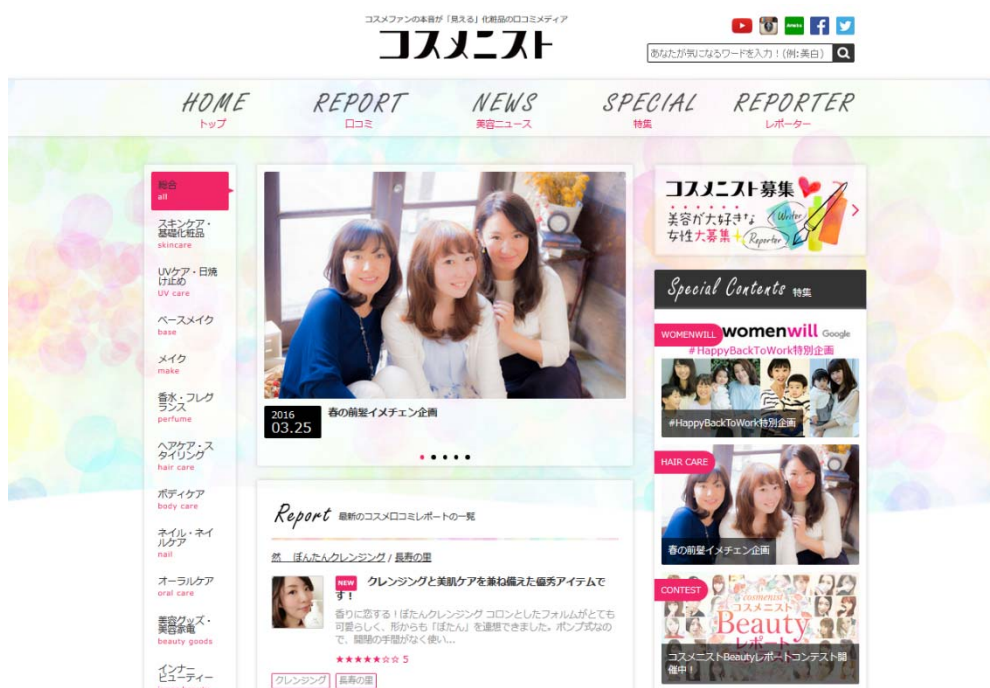 コスメファンの本音が「見える」化粧品の口コミメディア
コスメニスト
Ameba
あなたが気になるワードを入力！(例:美白)
HOME
トップ
REPORT
口コミ
NEWS
美容ニュース
SPECIAL
特集
REPORTER
レポーター
総合
all
スキンケア・
基礎化粧品
skincare
UVケア・日焼
け止め
UV care
ベースメイク
base
メイク
make
香水・フレグ
ランス
perfume
ヘアケア・ス
タイリング
hair care
ボディケア
body care
ネイル・ネイ
ルケア
nail
オーラルケア
oral care
美容グッズ・
美容家電
beauty goods
インナー
ビューティー
2016
03.25
春の前髪イメチェン企画
Report 最新のコスメ口コミレポートの一覧
然 ぼんたんクレンジング / 長寿の里
NEW クレンジングと美肌ケアを兼ね備えた優秀アイテムで
す！
香りに恋する！ぼたんクレンジング コロンとしたフォルムがとても
可愛らしく、形からも「ぼたん」を連想できました。ポンプ式なの
で、開閉の手間がなく使い...
★★★★★☆☆ 5
クレンジング 長寿の里
コスメニスト募集
美容が大好きな
女性大募集
Writer
Reporter
Special Contents 特集
WOMENWILL
womenwill Google
#HappyBackToWork特別企画
#HappyBackToWork特別企画
HAIR CARE
春の前髪イメチェン企画
CONTEST
cosmenist
コスメニスト
Beauty
レポート
コスメニストBeautyレポートコンテスト開
催中！